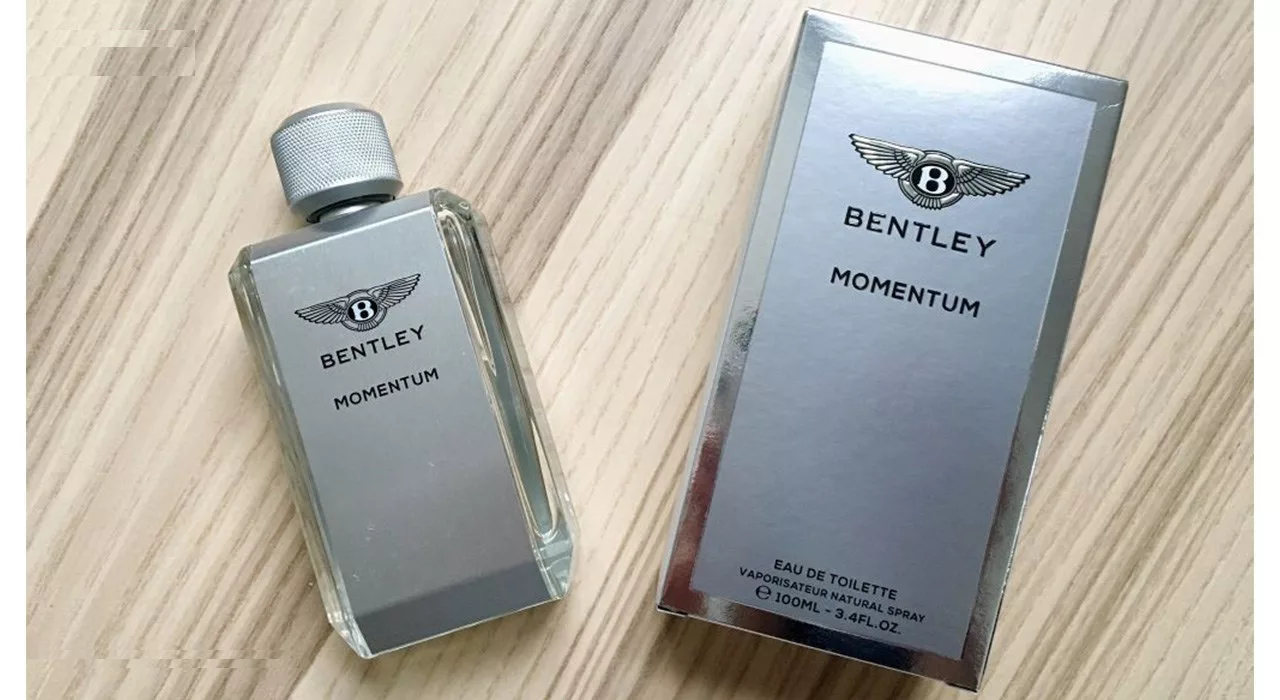 B
BENTLEY
MOMENTUM
B
BENTLEY
MOMENTUM
EAU DE TOILETTE
VAPORISATEUR NATURAL SPRAY
℮ 100ML - 3.4FL.OZ.